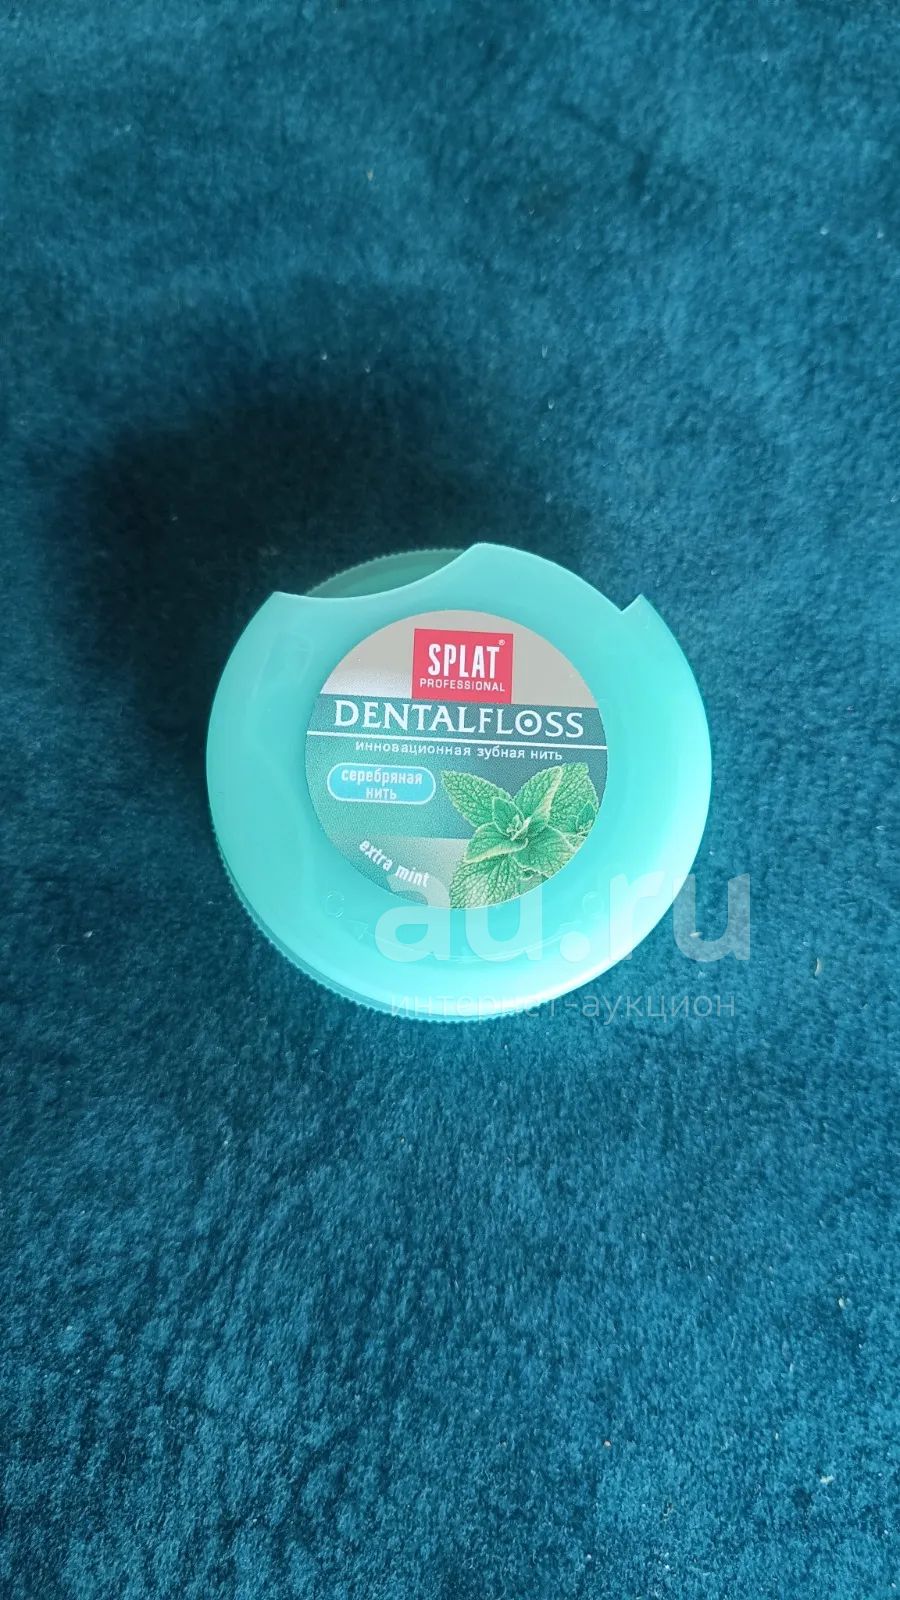 SPLAT®
PROFESSIONAL
DENTALFLOSS
инновационная зубная нить
серебряная
нить
extra mint
au.ru
интернет-аукцион